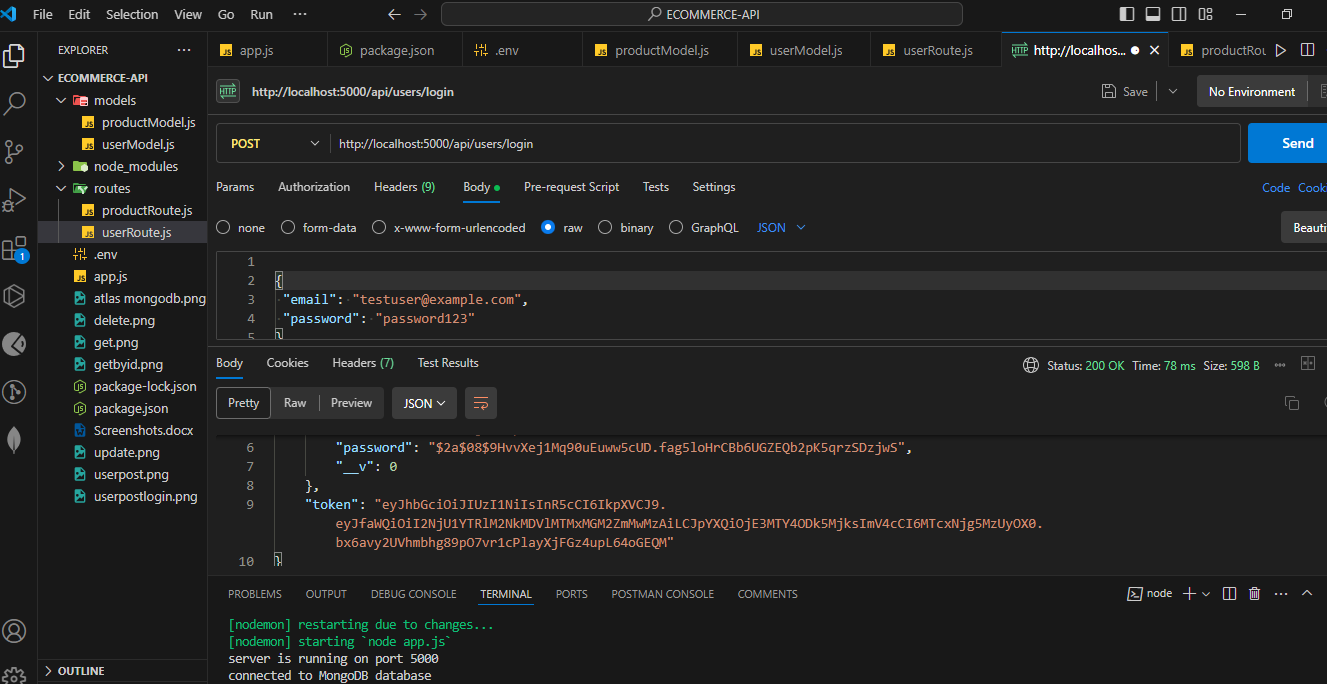 File Edit Selection View Go Run ··· ECOMMERCE-API
EXPLORER ···
ECOMMERCE-API
models
productModel.js
userModel.js
node_modules
routes
productRoute.js
userRoute.js
.env
app.js
atlas mongodb.png
delete.png
get.png
getbyid.png
package-lock.json
package.json
Screenshots.docx
update.png
userpost.png
userpostlogin.png
OUTLINE
1
app.js package.json .env productModel.js userModel.js userRoute.js http://localhos... productRou
HTTP http://localhost:5000/api/users/login Save No Environment
POST http://localhost:5000/api/users/login Send
Params Authorization Headers (9) Body Pre-request Script Tests Settings Code Cook
none form-data x-www-form-urlencoded raw binary GraphQL JSON Beauti
1
2 {
3 "email": "testuser@example.com",
4 "password": "password123"
5 }
Body Cookies Headers (7) Test Results Status: 200 OK Time: 78 ms Size: 598 B
Pretty Raw Preview JSON
6 "password": "$2a$08$9HvvXej1Mq90uEuww5cUD.fag5loHrCBb6UGZEQb2pK5qrzSDzjwS",
7 "__v": 0
8 },
9 "token": "eyJhbGciOiJIUzI1NiIsInR5cCI6IkpXVCJ9.
eyJfaWQiOiI2NjU1YTRlM2NkMDVlMTMxMGM2ZmMwMzAiLCJpYXQiOjE3MTY4ODk5MjksImV4cCI6MTcxNjg5MzUyOX0.
bx6avy2UVhmbhg89pO7vr1cPlayXjFGz4upL64oGEQM"
10 }
PROBLEMS OUTPUT DEBUG CONSOLE TERMINAL PORTS POSTMAN CONSOLE COMMENTS node
[nodemon] restarting due to changes...
[nodemon] starting `node app.js`
server is running on port 5000
connected to MongoDB database